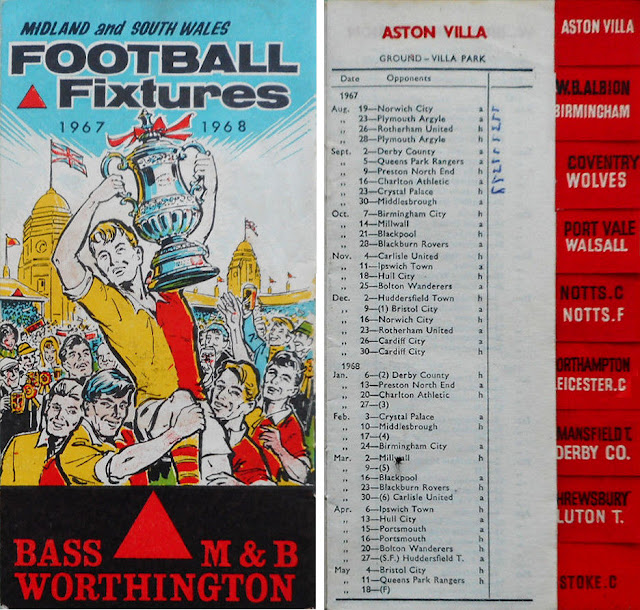 MIDLAND and SOUTH WALES
FOOTBALL
Fixtures
1967 1968
BASS M & B
WORTHINGTON
ASTON VILLA
GROUND – VILLA PARK
Date Opponents
1967
Aug. 19—Norwich City a
,, 23—Plymouth Argyle a
,, 26—Rotherham United h
,, 28—Plymouth Argyle h
Sept. 2—Derby County a
,, 5—Queens Park Rangers a
,, 9—Preston North End h
,, 16—Charlton Athletic a
,, 23—Crystal Palace h
,, 30—Middlesbrough a
Oct. 7—Birmingham City h
,, 14—Millwall a
,, 21—Blackpool h
,, 28—Blackburn Rovers a
Nov. 4—Carlisle United h
,, 11—Ipswich Town a
,, 18—Hull City h
,, 25—Bolton Wanderers a
Dec. 2—Huddersfield Town h
,, 9—(1) Bristol City a
,, 16—Norwich City h
,, 23—Rotherham United a
,, 26—Cardiff City a
,, 30—Cardiff City h
1968
Jan. 6—(2) Derby County h
,, 13—Preston North End a
,, 20—Charlton Athletic h
,, 27—(3)
Feb. 3—Crystal Palace a
,, 10—Middlesbrough h
,, 17—(4)
,, 24—Birmingham City a
Mar. 2—Millwall h
,, 9—(5)
,, 16—Blackpool a
,, 23—Blackburn Rovers h
,, 30—(6) Carlisle United a
Apr. 6—Ipswich Town h
,, 13—Hull City a
,, 15—Portsmouth a
,, 16—Portsmouth h
,, 20—Bolton Wanderers h
,, 27—(S.F.) Huddersfield T. a
May 4—Bristol City h
,, 11—Queens Park Rangers h
,, 18—(F)
ASTON VILLA
W.B.ALBION
BIRMINGHAM
COVENTRY
WOLVES
PORT VALE
WALSALL
NOTTS.C
NOTTS.F
ORTHAMPTON
EICESTER.C
MANSFIELD T.
DERBY CO.
HREWSBURY
LUTON T.
STOKE.C